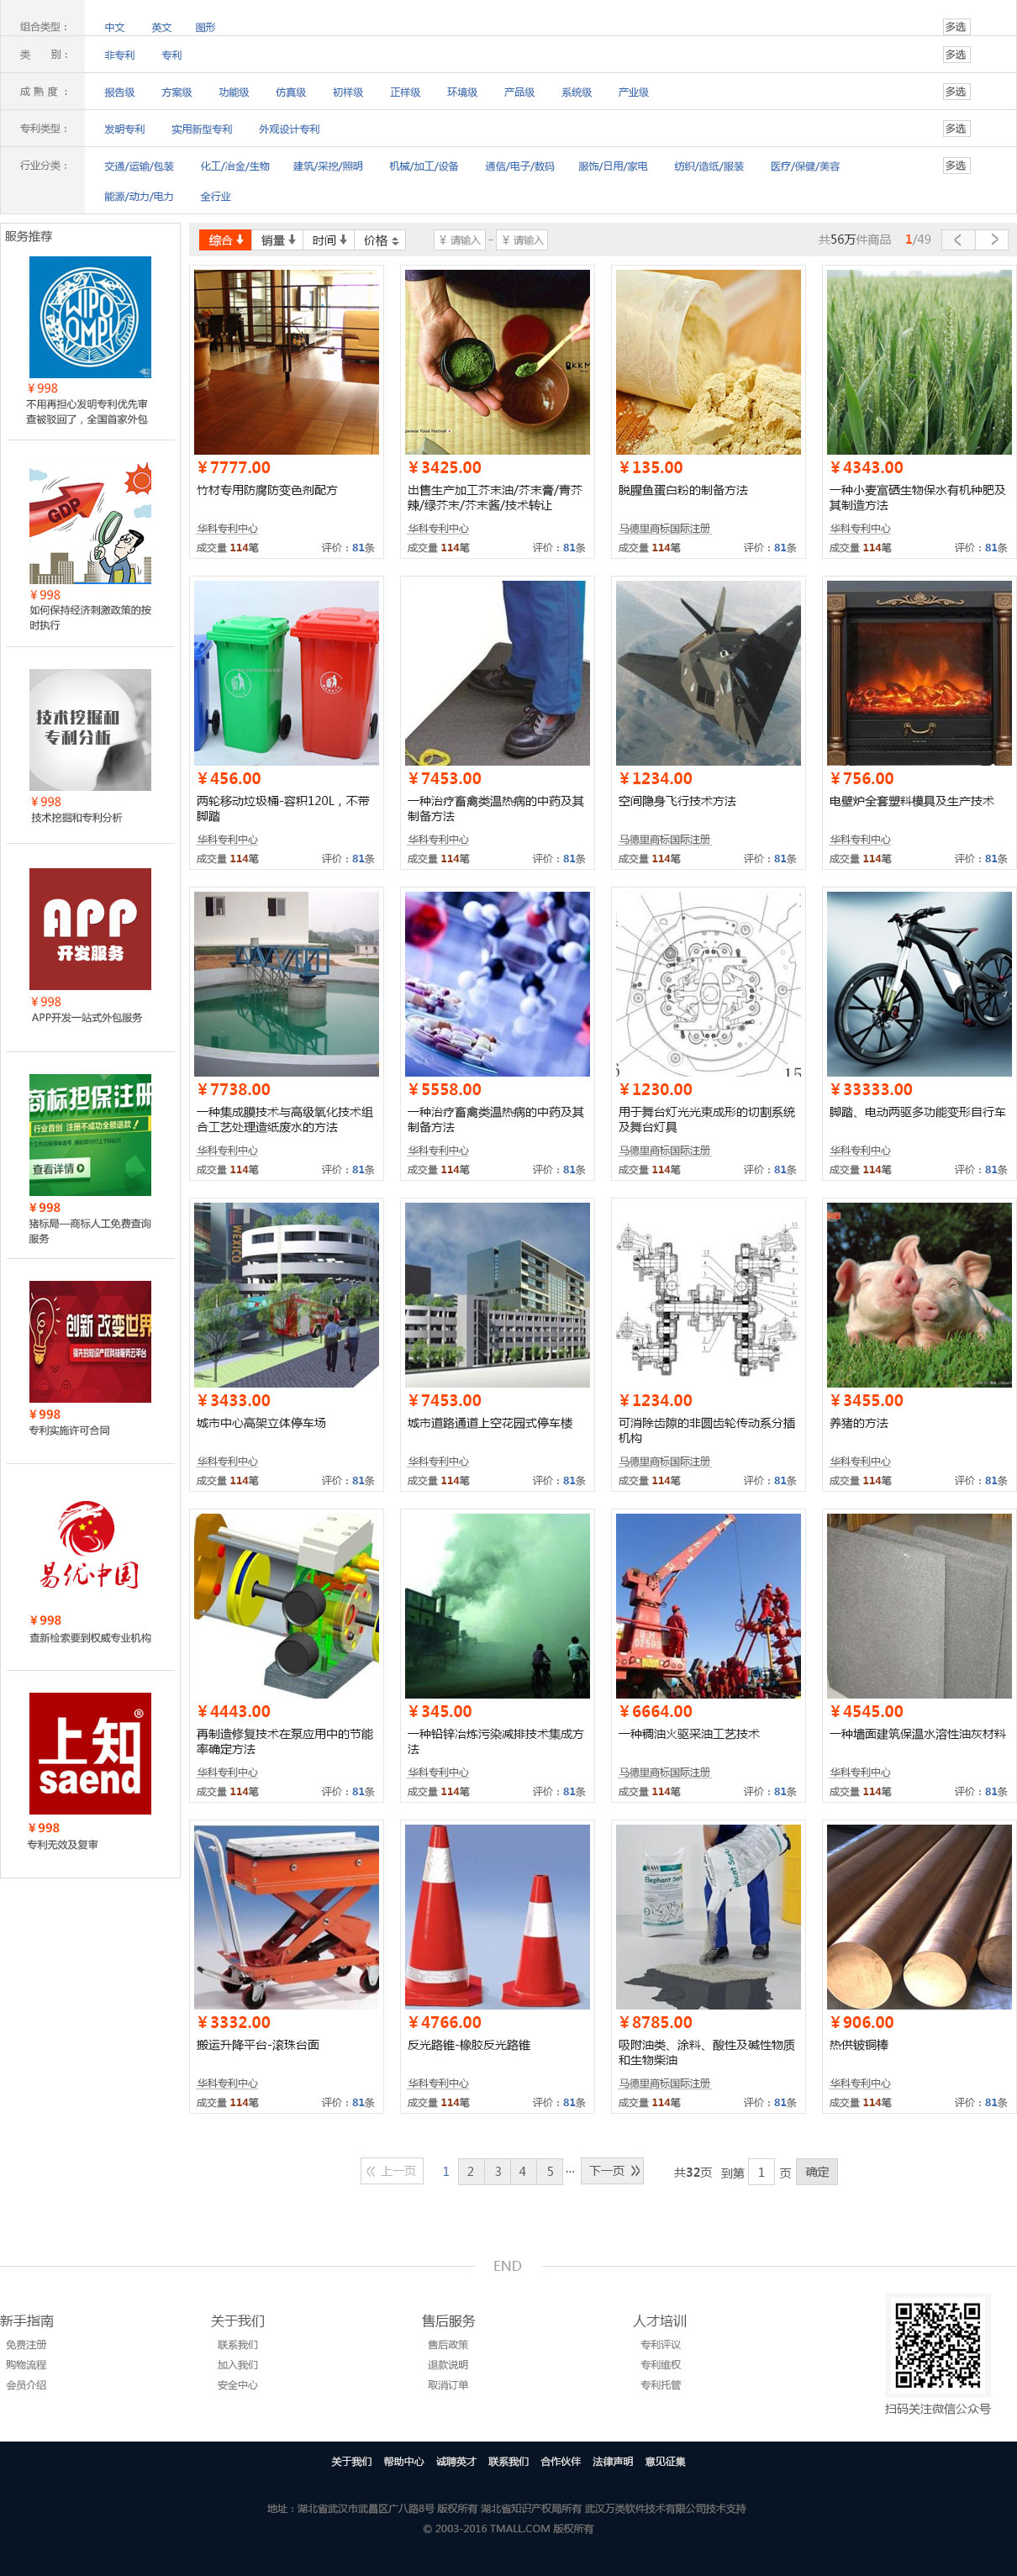 组合类型： 中文 英文 图形 多选
类 别： 非专利 专利 多选
成 熟 度 ： 报告级 方案级 功能级 仿真级 初样级 正样级 环境级 产品级 系统级 产业级 多选
专利类型： 发明专利 实用新型专利 外观设计专利 多选
行业分类： 交通/运输/包装 化工/冶金/生物 建筑/采挖/照明 机械/加工/设备 通信/电子/数码 服饰/日用/家电 纺织/造纸/服装 医疗/保健/美容 多选
能源/动力/电力 全行业
服务推荐
WIPO
OMPI
￥998
不用再担心发明专利优先审
查被驳回了，全国首家外包
GDP
￥998
如何保持经济刺激政策的按
时执行
技术挖掘和
专利分析
￥998
技术挖掘和专利分析
APP
开发服务
￥998
APP开发一站式外包服务
商标担保注册
行业首创 注册不成功全额退款！
查看详情
￥998
猪标局—商标人工免费查询
服务
创新 改变世界
￥998
专利实施许可合同
易优中国
￥998
查新检索要到权威专业机构
上知®
saend
￥998
专利无效及复审
综合 销量 时间 价格 ￥ 请输入 - ￥ 请输入 共56万件商品 1/49
￥7777.00 ￥3425.00 ￥135.00 ￥4343.00
竹材专用防腐防变色剂配方 出售生产加工芥末油/芥末膏/青芥 脱腥鱼蛋白粉的制备方法 一种小麦富硒生物保水有机种肥及
辣/绿芥末/芥末酱/技术转让 其制造方法
华科专利中心 华科专利中心 马德里商标国际注册 华科专利中心
成交量 114笔 评价：81条 成交量 114笔 评价：81条 成交量 114笔 评价：81条 成交量 114笔 评价：81条
￥456.00 ￥7453.00 ￥1234.00 ￥756.00
两轮移动垃圾桶-容积120L，不带 一种治疗畜禽类温热病的中药及其 空间隐身飞行技术方法 电壁炉全套塑料模具及生产技术
脚踏 制备方法
华科专利中心 华科专利中心 马德里商标国际注册 华科专利中心
成交量 114笔 评价：81条 成交量 114笔 评价：81条 成交量 114笔 评价：81条 成交量 114笔 评价：81条
￥7738.00 ￥5558.00 ￥1230.00 ￥33333.00
一种集成膜技术与高级氧化技术组 一种治疗畜禽类温热病的中药及其 用于舞台灯光光束成形的切割系统 脚踏、电动两驱多功能变形自行车
合工艺处理造纸废水的方法 制备方法 及舞台灯具
华科专利中心 华科专利中心 马德里商标国际注册 华科专利中心
成交量 114笔 评价：81条 成交量 114笔 评价：81条 成交量 114笔 评价：81条 成交量 114笔 评价：81条
￥3433.00 ￥7453.00 ￥1234.00 ￥3455.00
城市中心高架立体停车场 城市道路通道上空花园式停车楼 可消除齿隙的非圆齿轮传动系分插 养猪的方法
机构
华科专利中心 华科专利中心 马德里商标国际注册 华科专利中心
成交量 114笔 评价：81条 成交量 114笔 评价：81条 成交量 114笔 评价：81条 成交量 114笔 评价：81条
￥4443.00 ￥345.00 ￥6664.00 ￥4545.00
再制造修复技术在泵应用中的节能 一种铅锌冶炼污染减排技术集成方 一种稠油火驱采油工艺技术 一种墙面建筑保温水溶性油灰材料
率确定方法 法
华科专利中心 华科专利中心 马德里商标国际注册 华科专利中心
成交量 114笔 评价：81条 成交量 114笔 评价：81条 成交量 114笔 评价：81条 成交量 114笔 评价：81条
￥3332.00 ￥4766.00 ￥8785.00 ￥906.00
搬运升降平台-滚珠台面 反光路锥-橡胶反光路锥 吸附油类、涂料、酸性及碱性物质 热供铍铜棒
和生物柴油
华科专利中心 华科专利中心 马德里商标国际注册 华科专利中心
成交量 114笔 评价：81条 成交量 114笔 评价：81条 成交量 114笔 评价：81条 成交量 114笔 评价：81条
上一页 1 2 3 4 5 ... 下一页 共32页 到第 1 页 确定
END
新手指南 关于我们 售后服务 人才培训
免费注册 联系我们 售后政策 专利评议
购物流程 加入我们 退款说明 专利维权
会员介绍 安全中心 取消订单 专利托管
扫码关注微信公众号
关于我们 帮助中心 诚聘英才 联系我们 合作伙伴 法律声明 意见征集
地址：湖北省武汉市武昌区广八路8号 版权所有 湖北省知识产权局所有 武汉万类软件技术有限公司技术支持
© 2003-2016 TMALL.COM 版权所有